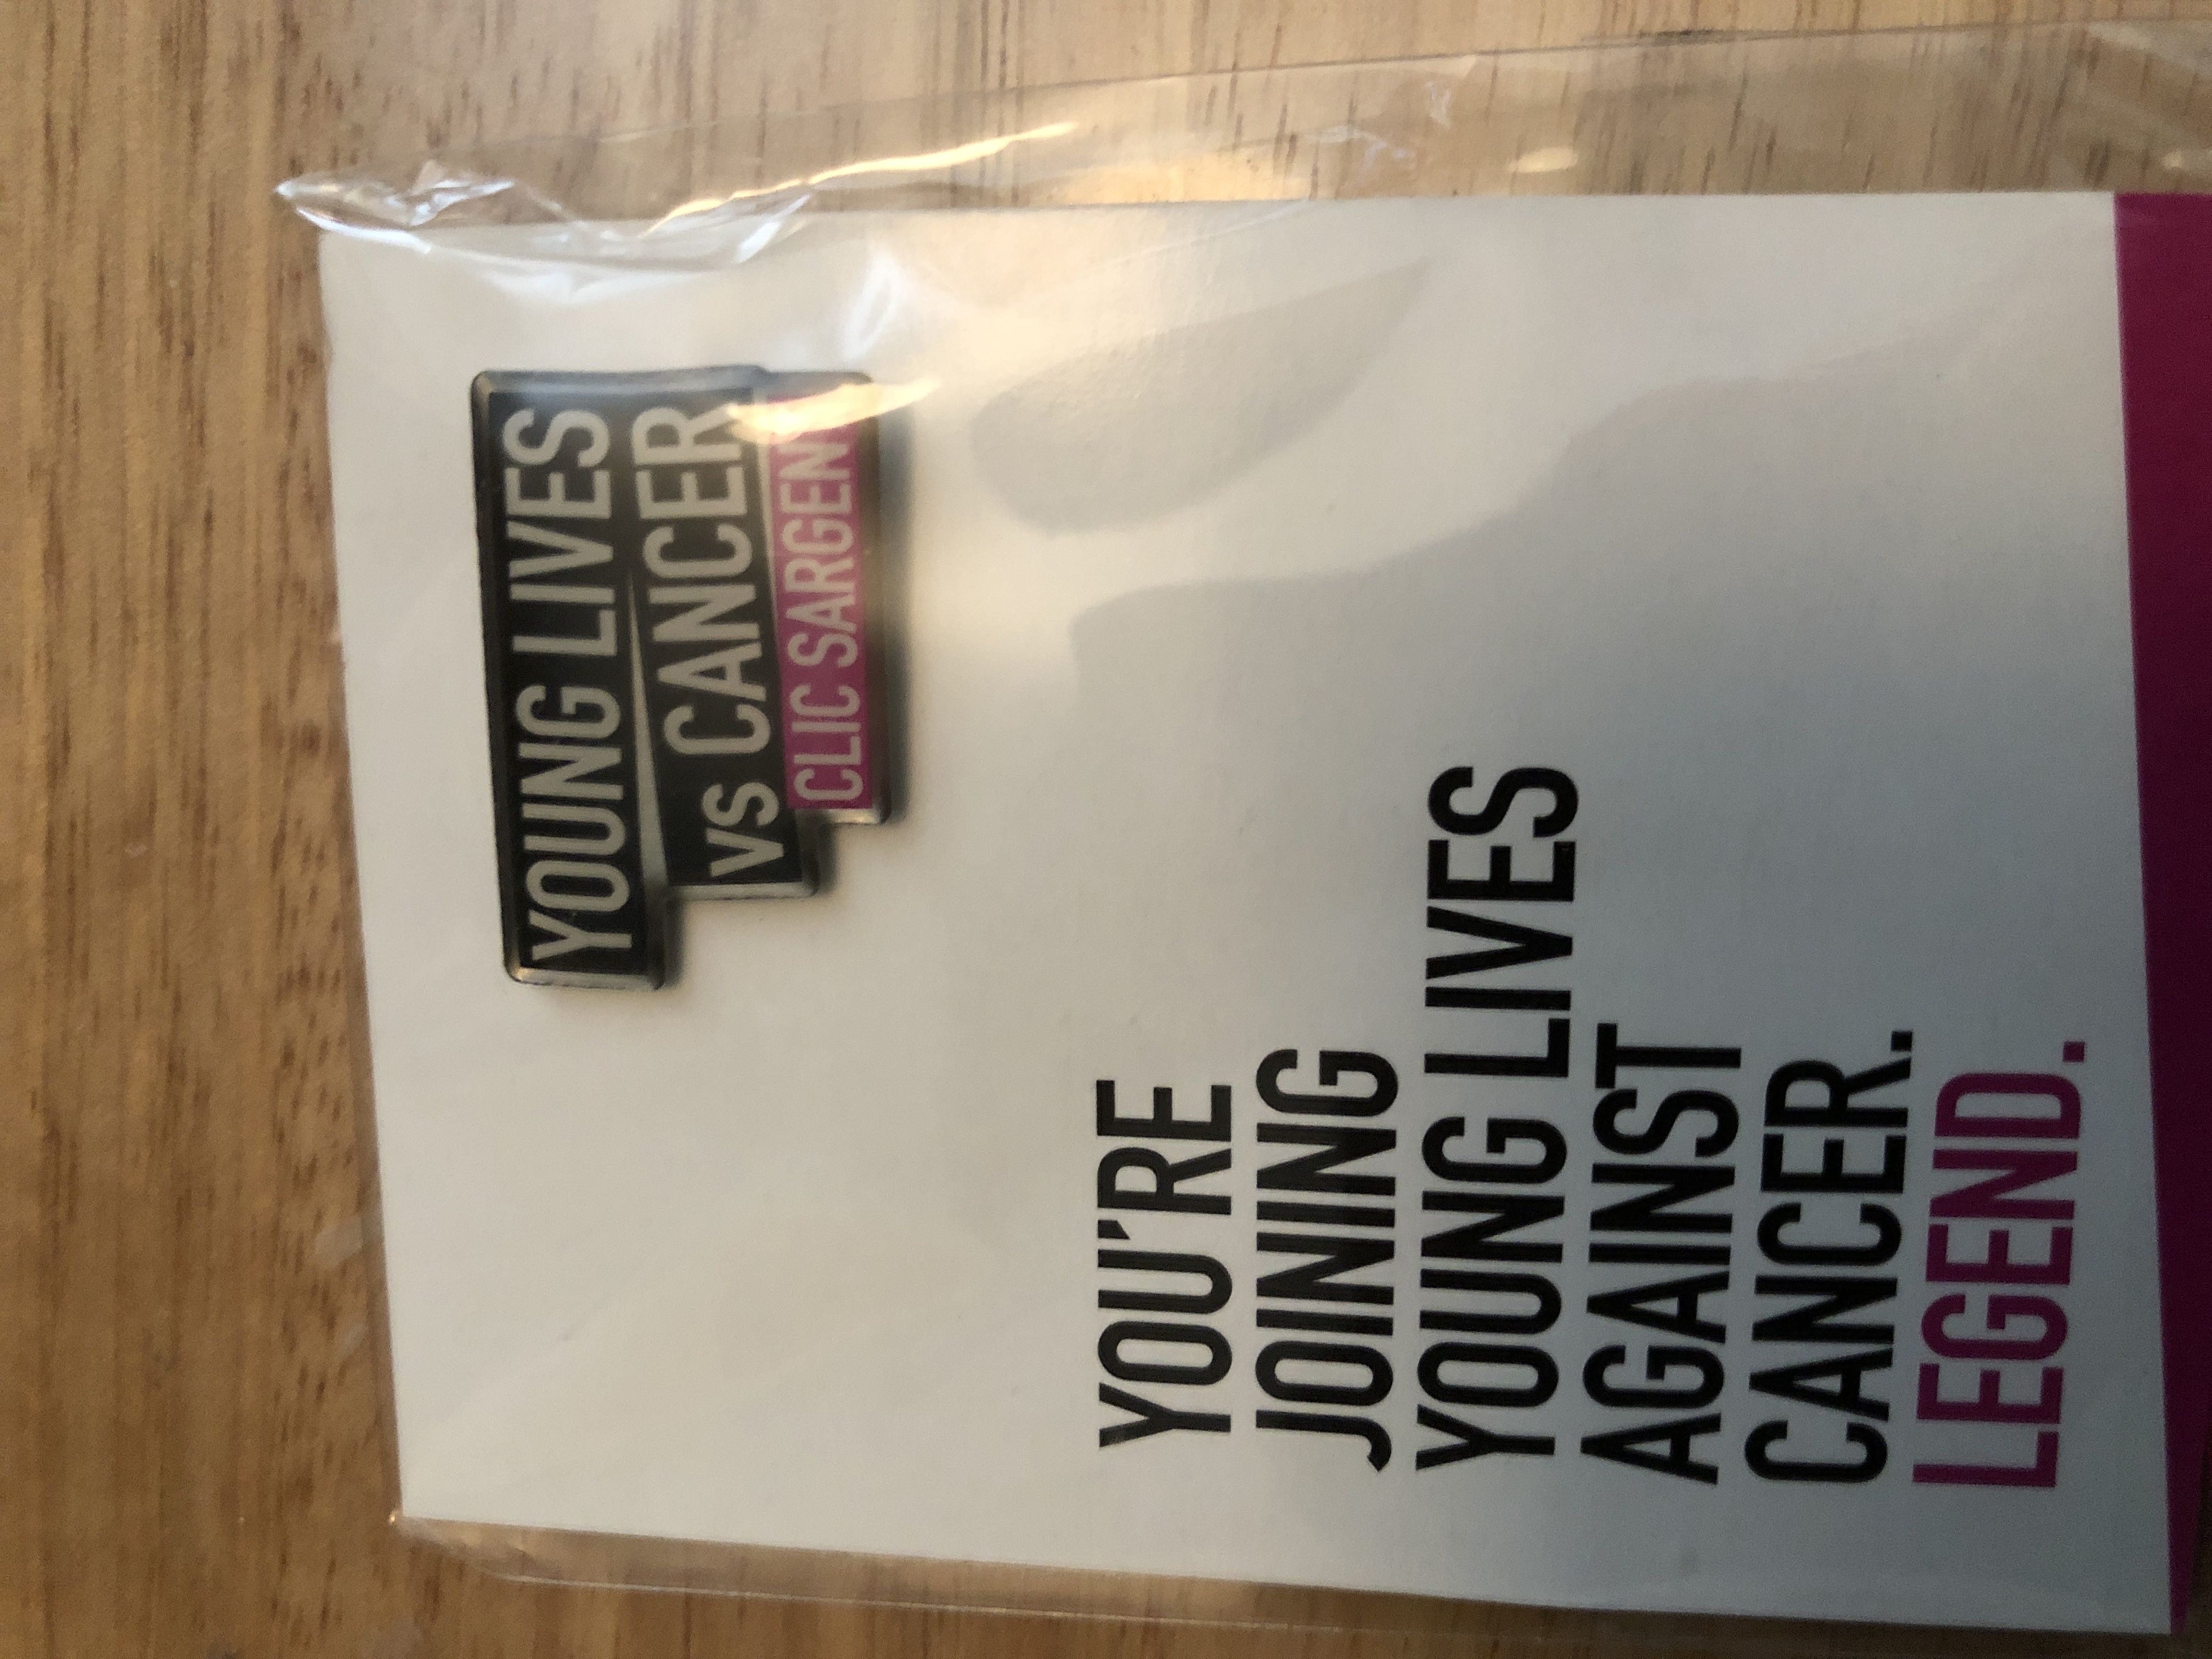 YOUNG LIVES
VS CANCER
CLIC SARGENT
YOU'RE
JOINING
YOUNG LIVES
AGAINST
CANCER.
LEGEND.